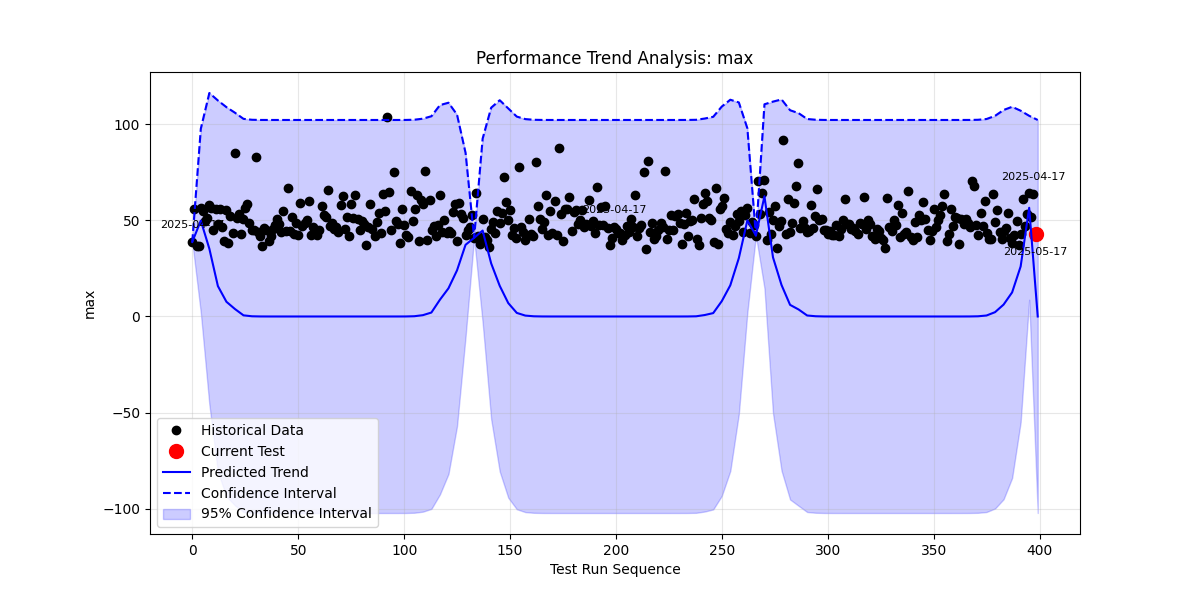 Performance Trend Analysis: max
max
100
50
0
−50
−100
2025-0
2025-04-17
2025-04-17
2025-05-17
Historical Data
Current Test
Predicted Trend
Confidence Interval
95% Confidence Interval
0 50 100 150 200 250 300 350 400
Test Run Sequence